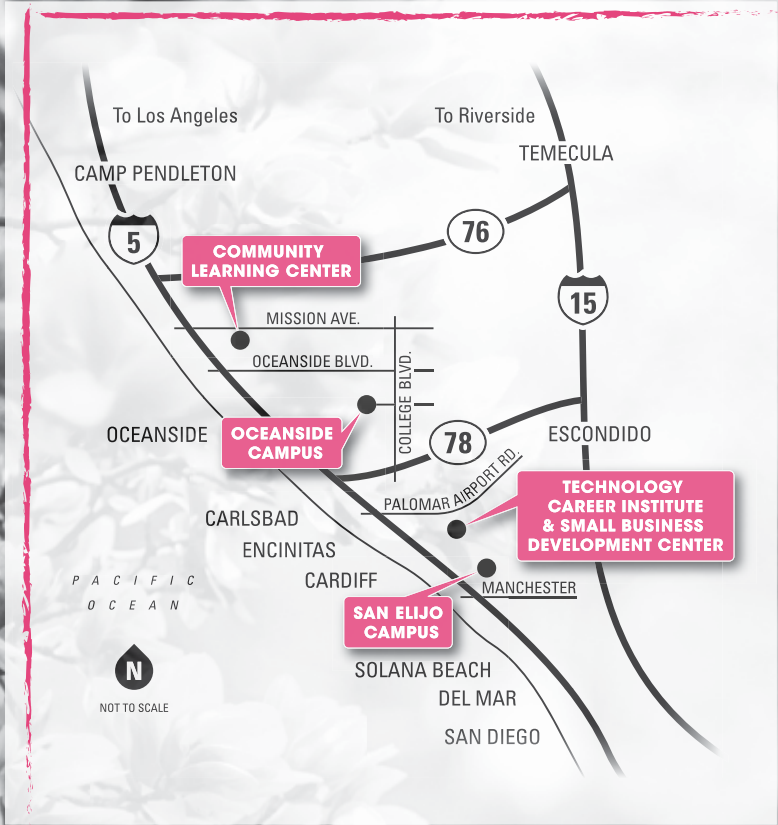 To Los Angeles
To Riverside
TEMECULA
CAMP PENDLETON
76
5
COMMUNITY
LEARNING CENTER
15
MISSION AVE.
OCEANSIDE BLVD.
COLLEGE BLVD.
OCEANSIDE
OCEANSIDE
CAMPUS
78
ESCONDIDO
PALOMAR AIRPORT RD.
TECHNOLOGY
CAREER INSTITUTE
& SMALL BUSINESS
DEVELOPMENT CENTER
CARLSBAD
ENCINITAS
CARDIFF
PACIFIC
OCEAN
MANCHESTER
SAN ELIJO
CAMPUS
N
NOT TO SCALE
SOLANA BEACH
DEL MAR
SAN DIEGO